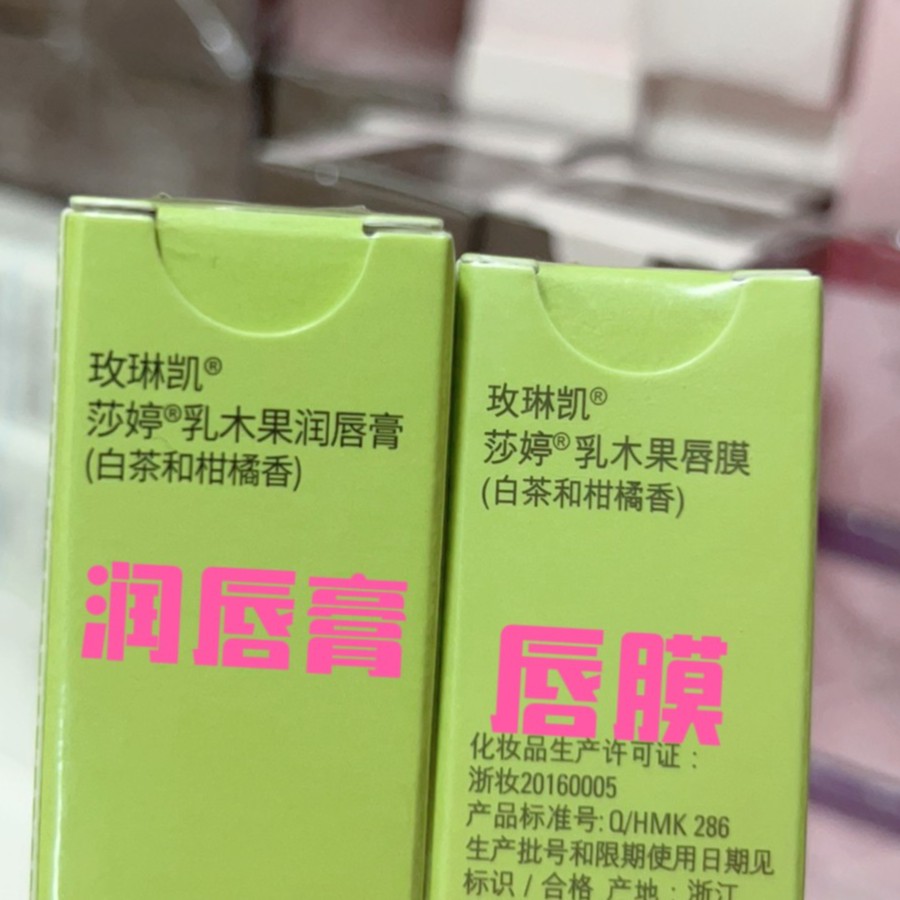 玫琳凯®
莎婷®乳木果润唇膏
(白茶和柑橘香)
润唇膏
玫琳凯®
莎婷®乳木果唇膜
(白茶和柑橘香)
唇膜
化妆品生产许可证：
浙妆20160005
产品标准号: Q/HMK 286
生产批号和限期使用日期见
标识 / 合格 产地：浙江